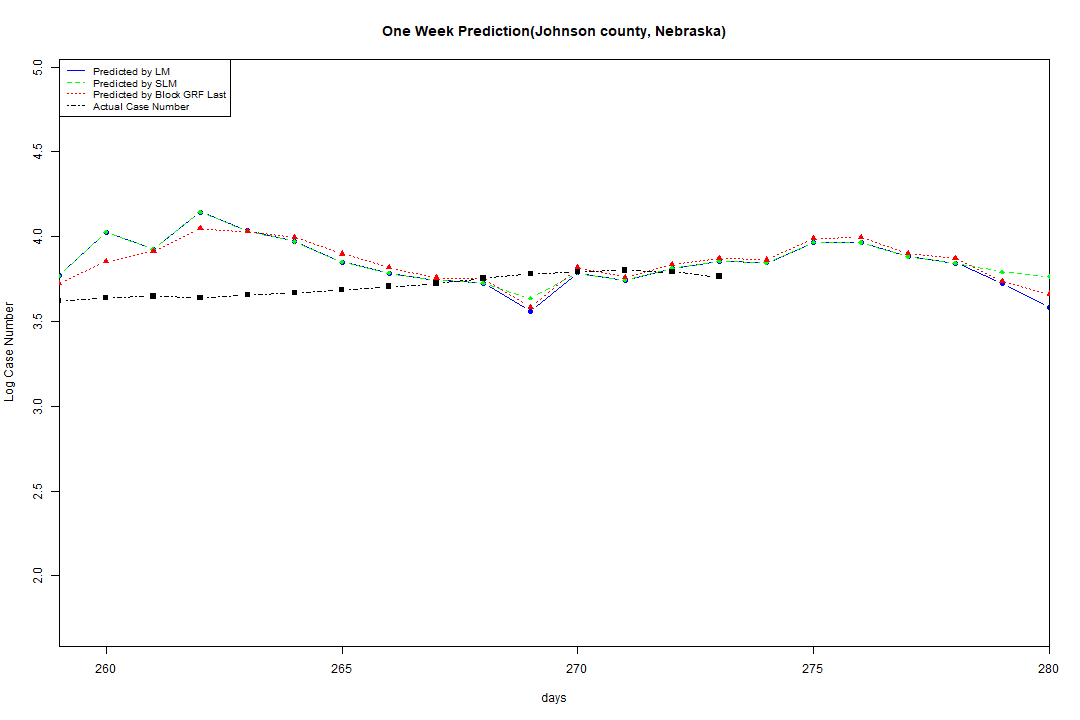 One Week Prediction(Johnson county, Nebraska)
Predicted by LM
Predicted by SLM
Predicted by Block GRF Last
Actual Case Number
5.0
4.5
4.0
3.5
3.0
2.5
2.0
Log Case Number
260 265 270 275 280
days